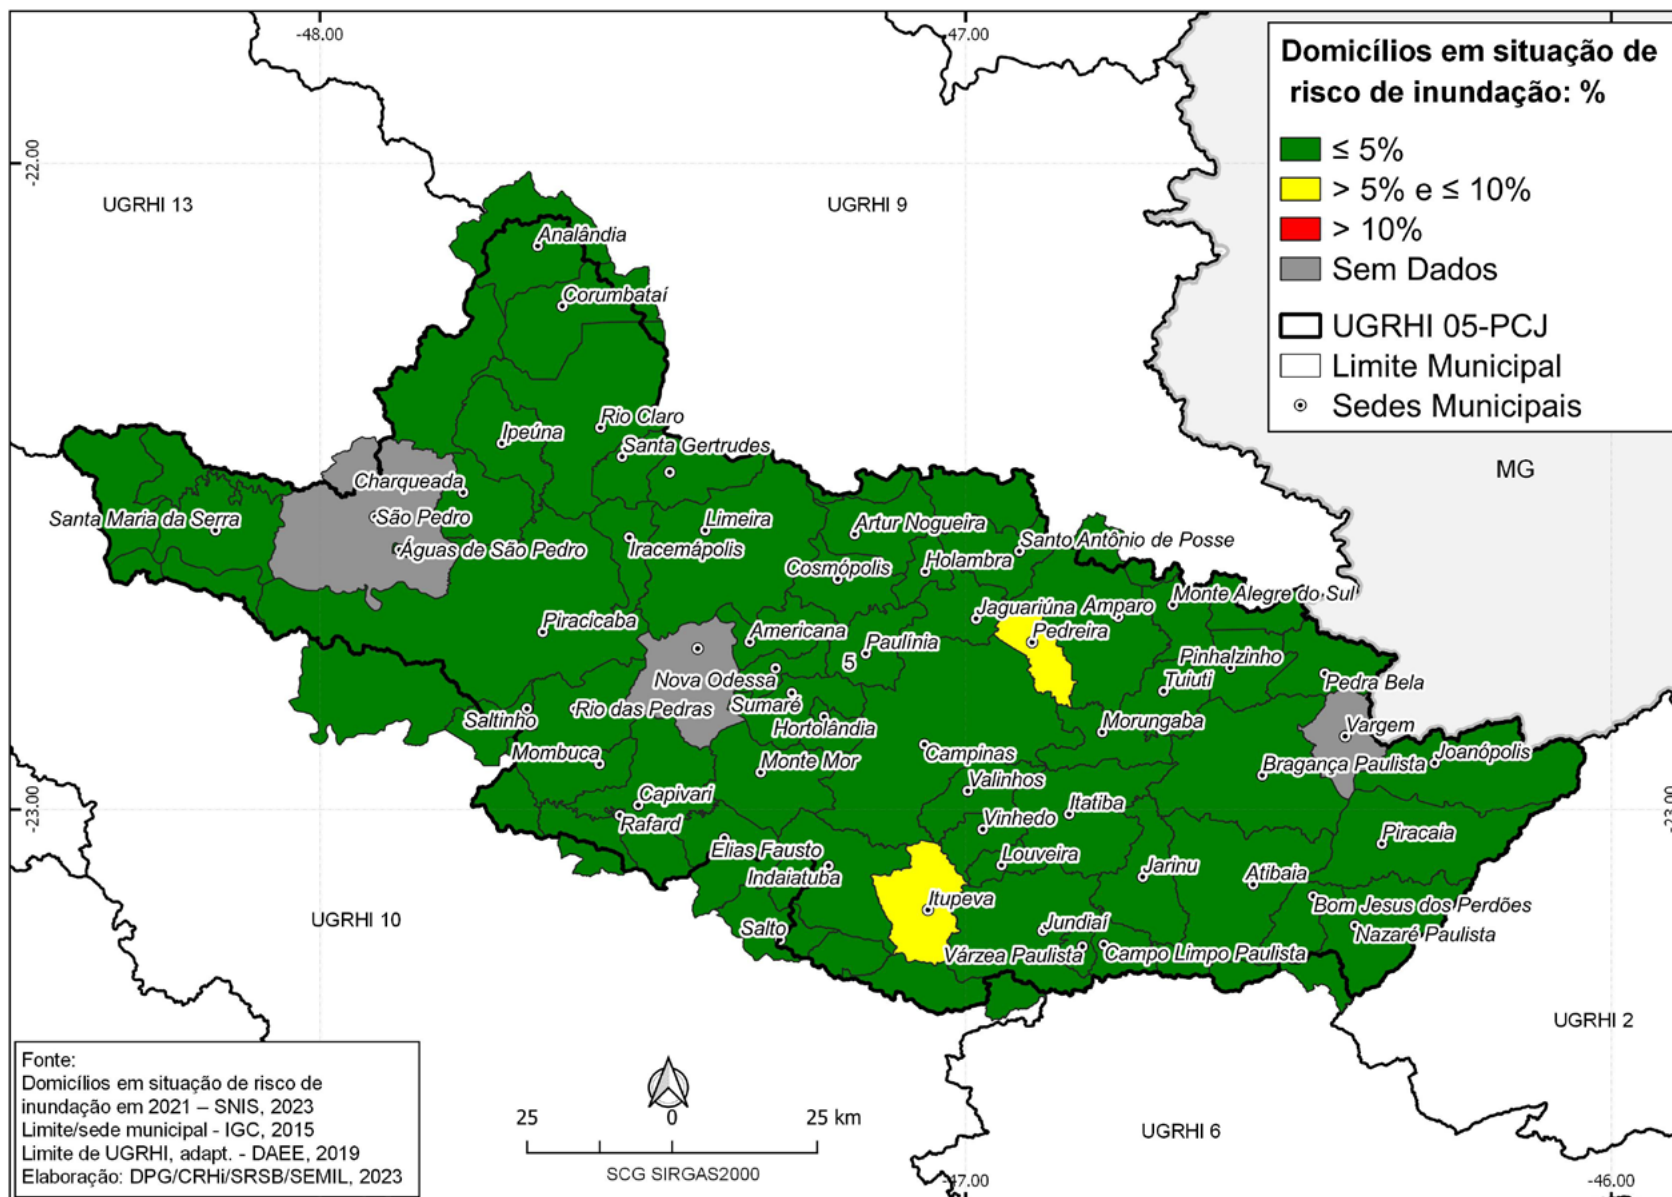 -48.00
-47.00
Domicílios em situação de
risco de inundação: %
≤ 5%
> 5% e ≤ 10%
> 10%
Sem Dados
UGRHI 05-PCJ
Limite Municipal
Sedes Municipais
-22.00
UGRHI 13
UGRHI 9
MG
Analândia
Corumbataí
Rio Claro
Ipeúna
Santa Gertrudes
Charqueada
São Pedro
Santa Maria da Serra
Águas de São Pedro
Limeira
Iracemápolis
Artur Nogueira
Santo Antônio de Posse
Holambra
Cosmópolis
Monte Alegre do Sul
Jaguariúna
Amparo
Pedreira
Piracicaba
Americana
Paulínia
5
Pinhalzinho
Tuiuti
Pedra Bela
Nova Odessa
Sumaré
Rio das Pedras
Saltinho
Hortolândia
Morungaba
Vargem
Mombuca
Monte Mor
Campinas
Bragança Paulista
Joanópolis
Valinhos
Capivari
Itatiba
Rafard
Vinhedo
-23.00
-23.00
Piracaia
Elias Fausto
Louveira
Indaiatuba
Jarinu
Atibaia
Itupeva
Bom Jesus dos Perdões
UGRHI 10
Salto
Jundiaí
Nazaré Paulista
Várzea Paulista
Campo Limpo Paulista
UGRHI 2
UGRHI 6
Fonte:
Domicílios em situação de risco de
inundação em 2021 – SNIS, 2023
Limite/sede municipal - IGC, 2015
Limite de UGRHI, adapt. - DAEE, 2019
Elaboração: DPG/CRHi/SRSB/SEMIL, 2023
25 0 25 km
SCG SIRGAS2000
-47.00
-46.00